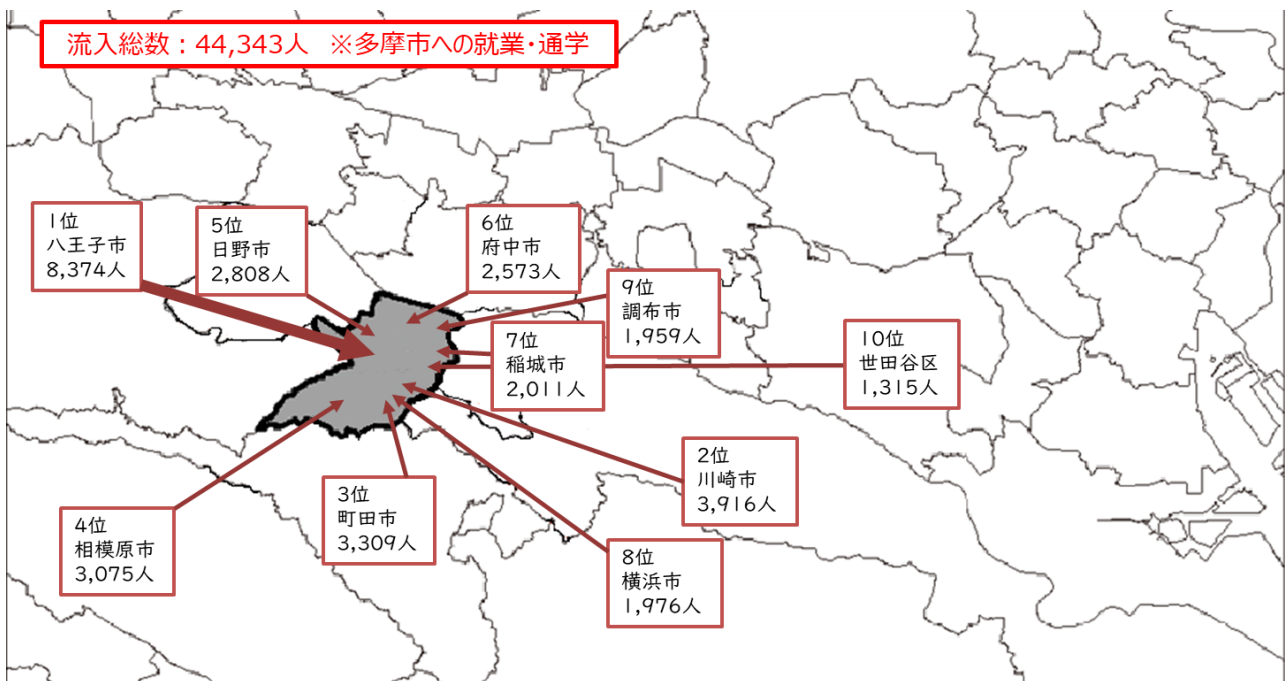 流入総数：44,343人　※多摩市への就業・通学
1位
八王子市
8,374人
5位
日野市
2,808人
6位
府中市
2,573人
9位
調布市
1,959人
7位
稲城市
2,011人
10位
世田谷区
1,315人
2位
川崎市
3,916人
3位
町田市
3,309人
4位
相模原市
3,075人
8位
横浜市
1,976人